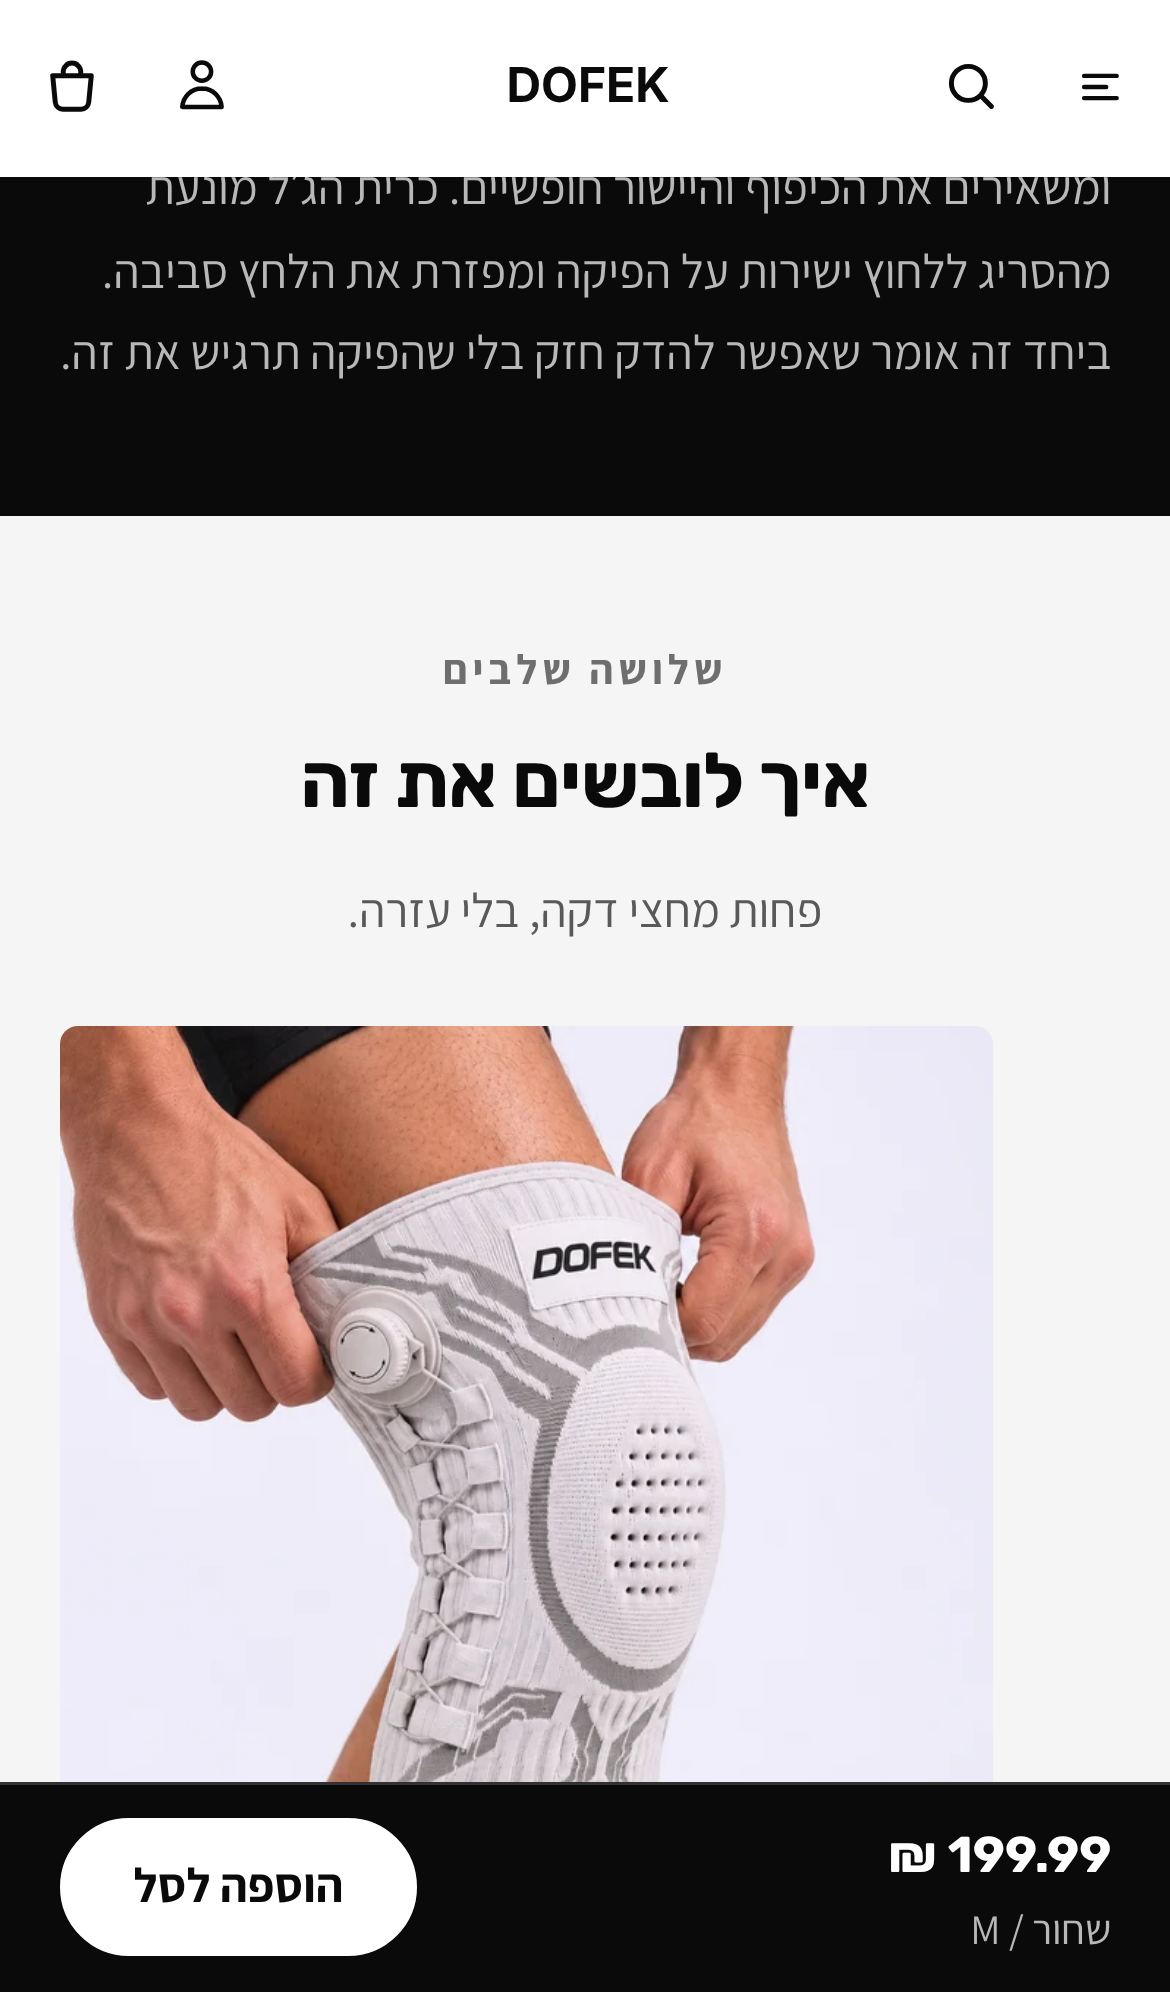 DOFEK
ומשאירים את הכיפוף והיישור חופשיים. כרית הג'ל מונעת
מהסריג ללחוץ ישירות על הפיקה ומפזרת את הלחץ סביבה.
ביחד זה אומר שאפשר להדק חזק בלי שהפיקה תרגיש את זה.
שלושה שלבים
איך לובשים את זה
פחות מחצי דקה, בלי עזרה.
DOFEK
199.99 ₪
שחור / M
הוספה לסל